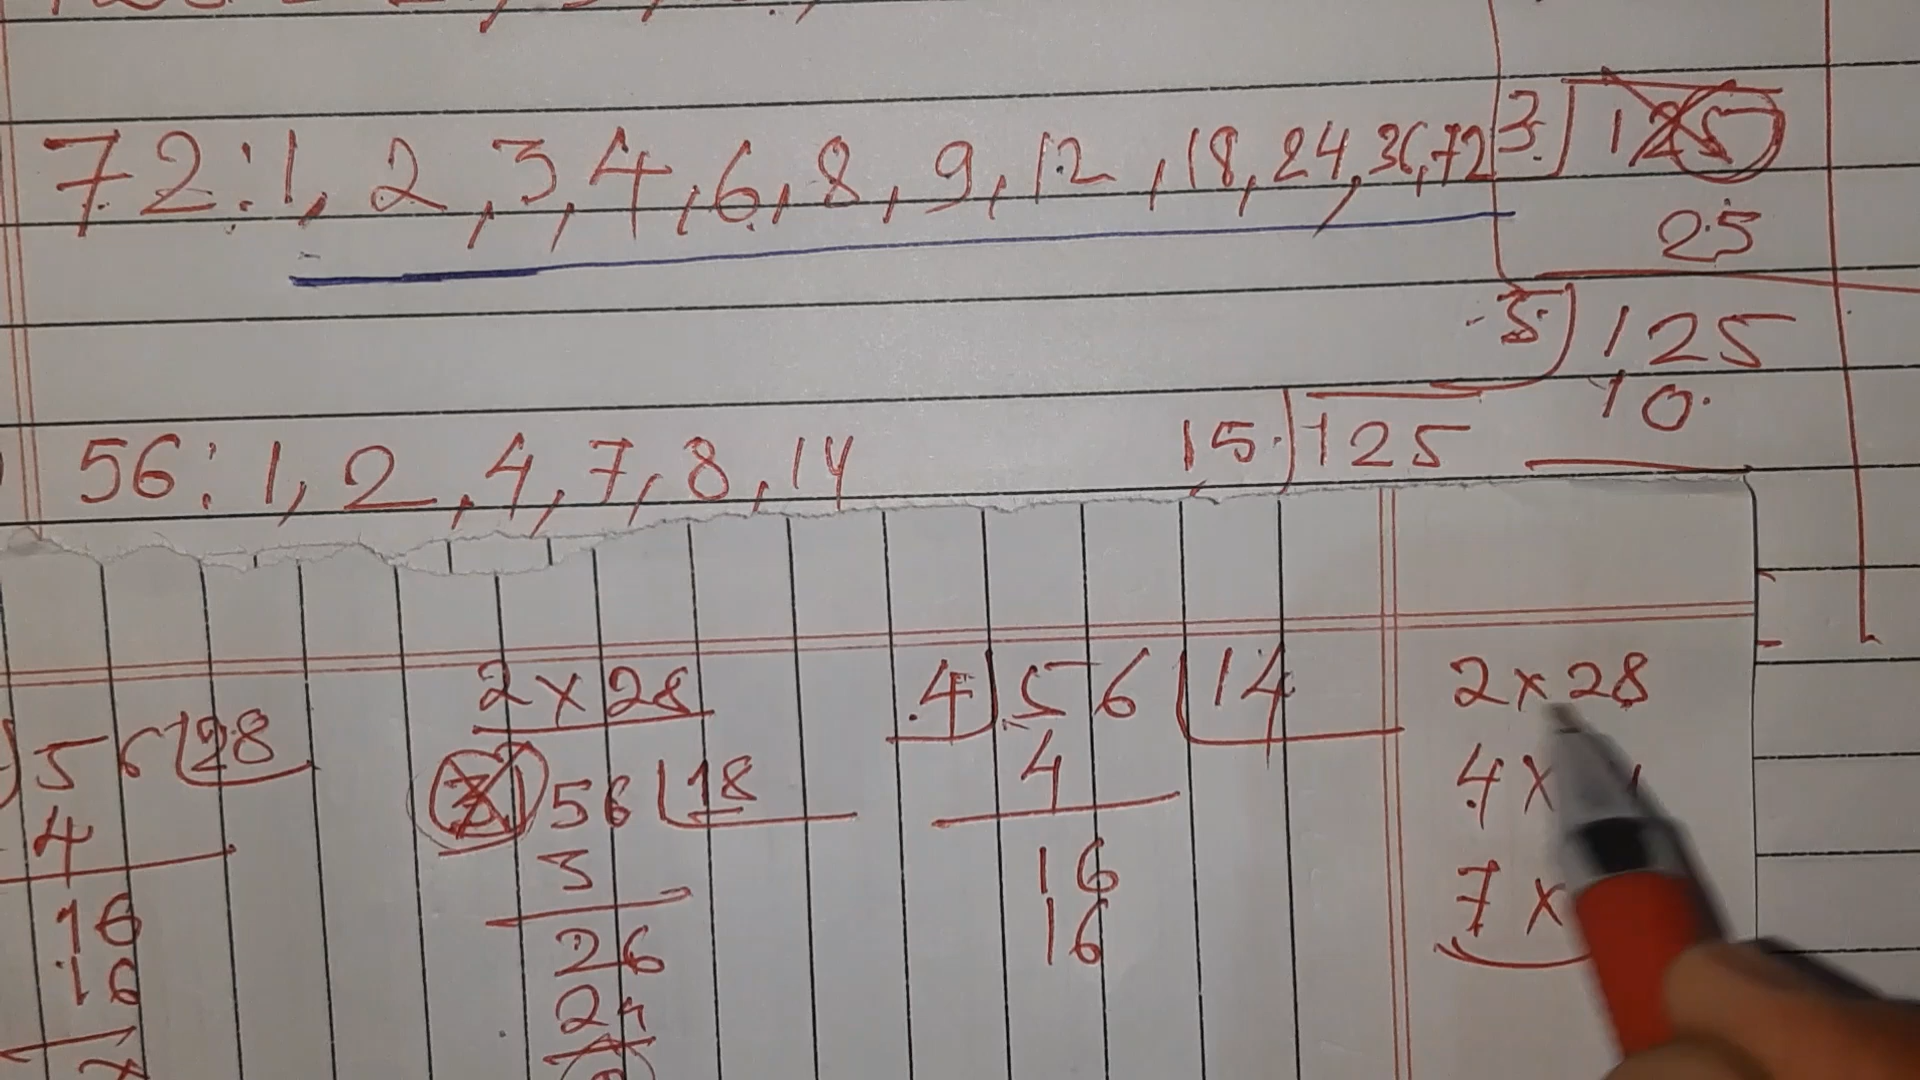 72:1, 2, 3, 4, 6, 8, 9, 12, 18, 24, 36, 72
3) 125
25
5) 125
10
56: 1, 2, 4, 7, 8, 14
15) 125
) 56 (28
4
16
16
2 x 28
56 (18
3
26
24
4) 56 (14
4
16
16
2 x 28
4 x
7 x